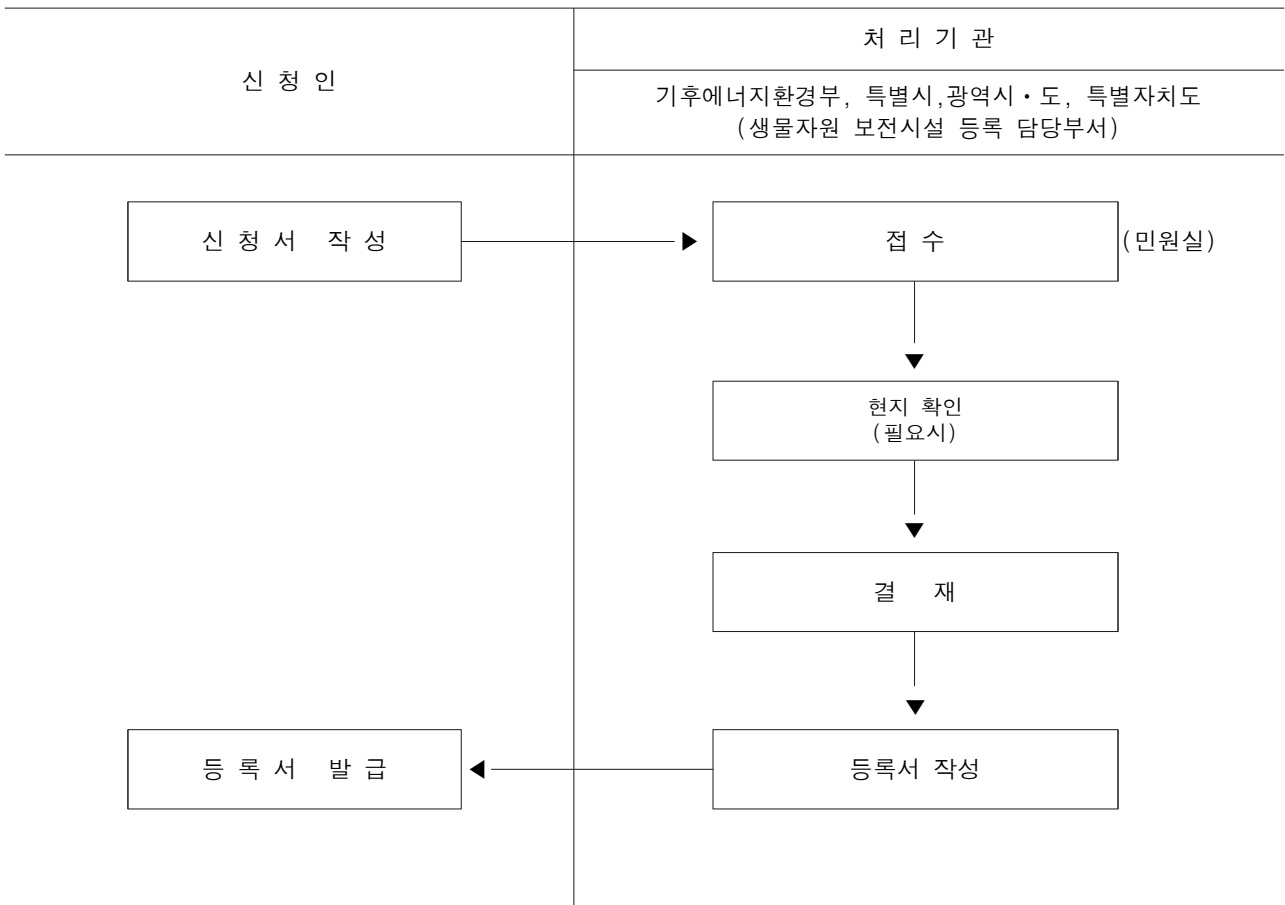 신 청 인
처 리 기 관
기후에너지환경부, 특별시,광역시・도, 특별자치도
(생물자원 보전시설 등록 담당부서)
신 청 서 작 성
접 수
(민원실)
현지 확인
(필요시)
결 재
등 록 서 발 급
등록서 작성